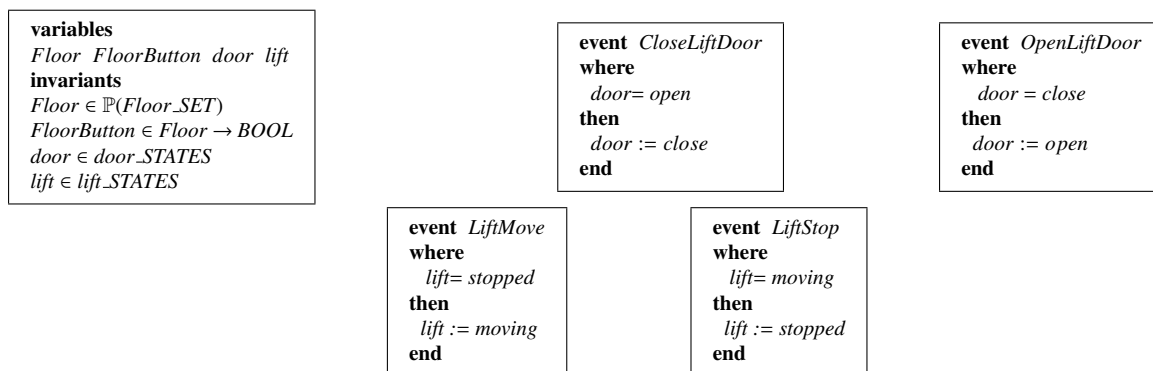 variables
Floor FloorButton door lift
invariants
Floor ∈ ℙ(Floor_SET)
FloorButton ∈ Floor → BOOL
door ∈ door_STATES
lift ∈ lift_STATES
event CloseLiftDoor
where
door= open
then
door := close
end
event OpenLiftDoor
where
door = close
then
door := open
end
event LiftMove
where
lift= stopped
then
lift := moving
end
event LiftStop
where
lift= moving
then
lift := stopped
end